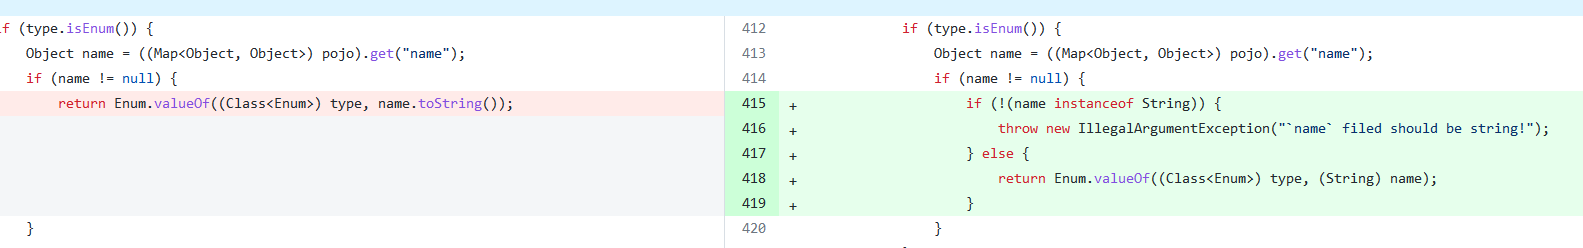 if (type.isEnum()) {
Object name = ((Map<Object, Object>) pojo).get("name");
if (name != null) {
return Enum.valueOf((Class<Enum>) type, name.toString());
}
412 if (type.isEnum()) {
413 Object name = ((Map<Object, Object>) pojo).get("name");
414 if (name != null) {
415 + if (!(name instanceof String)) {
416 + throw new IllegalArgumentException("`name` filed should be string!");
417 + } else {
418 + return Enum.valueOf((Class<Enum>) type, (String) name);
419 + }
420 }